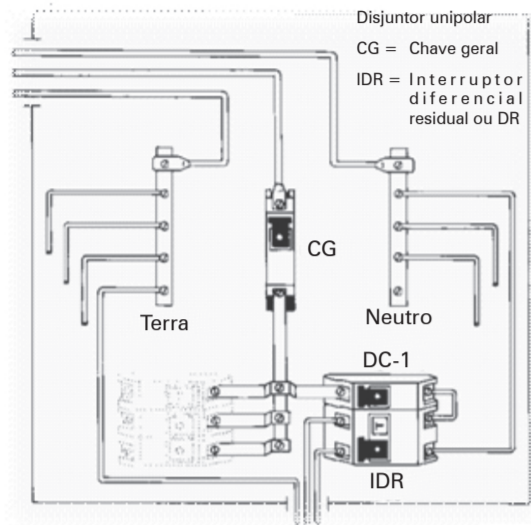 Disjuntor unipolar
CG = Chave geral
IDR = Interruptor
diferencial
residual ou DR
CG
Terra
Neutro
DC-1
T
IDR